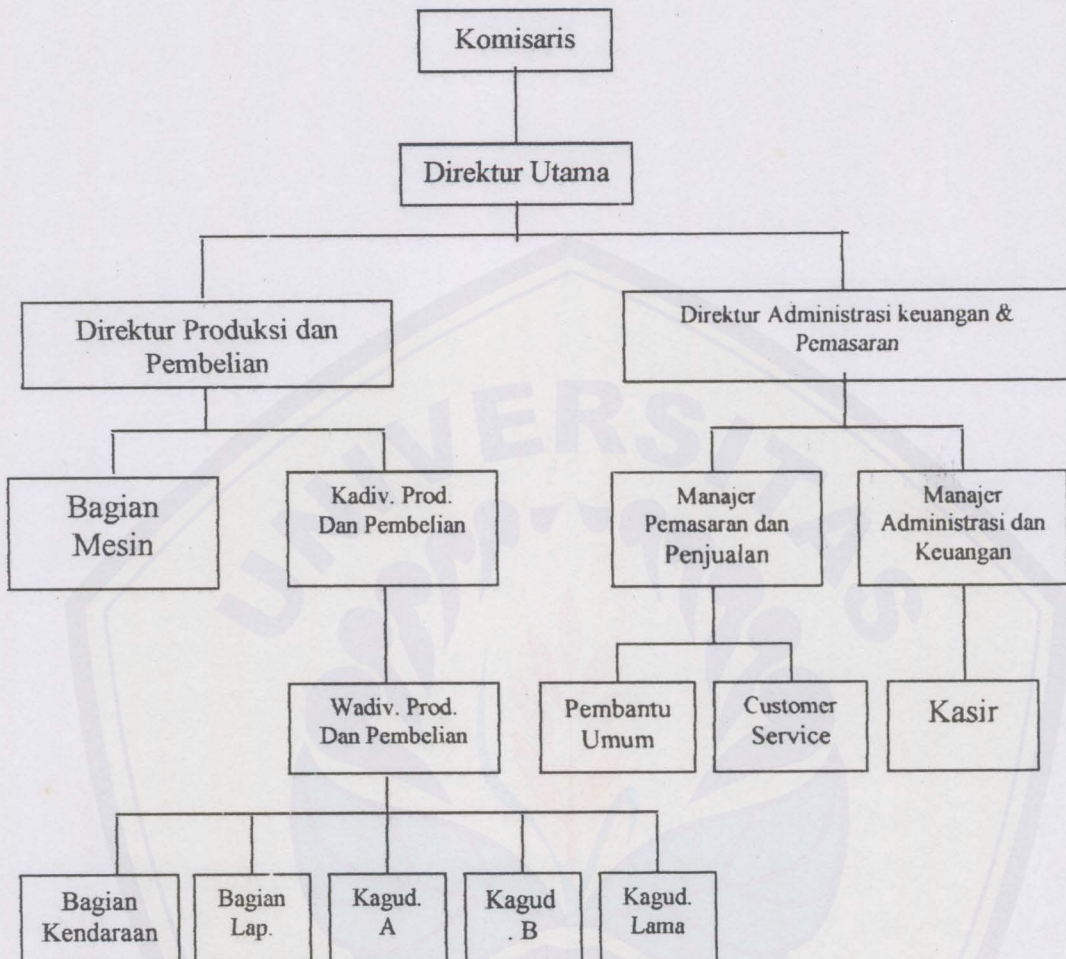 Komisaris
Direktur Utama
Direktur Produksi dan
Pembelian
Direktur Administrasi keuangan &
Pemasaran
Bagian
Mesin
Kadiv. Prod.
Dan Pembelian
Manajer
Pemasaran dan
Penjualan
Manajer
Administrasi dan
Keuangan
Wadiv. Prod.
Dan Pembelian
Pembantu
Umum
Customer
Service
Kasir
Bagian
Kendaraan
Bagian
Lap.
Kagud.
A
Kagud
. B
Kagud.
Lama
UNIVERSITAS